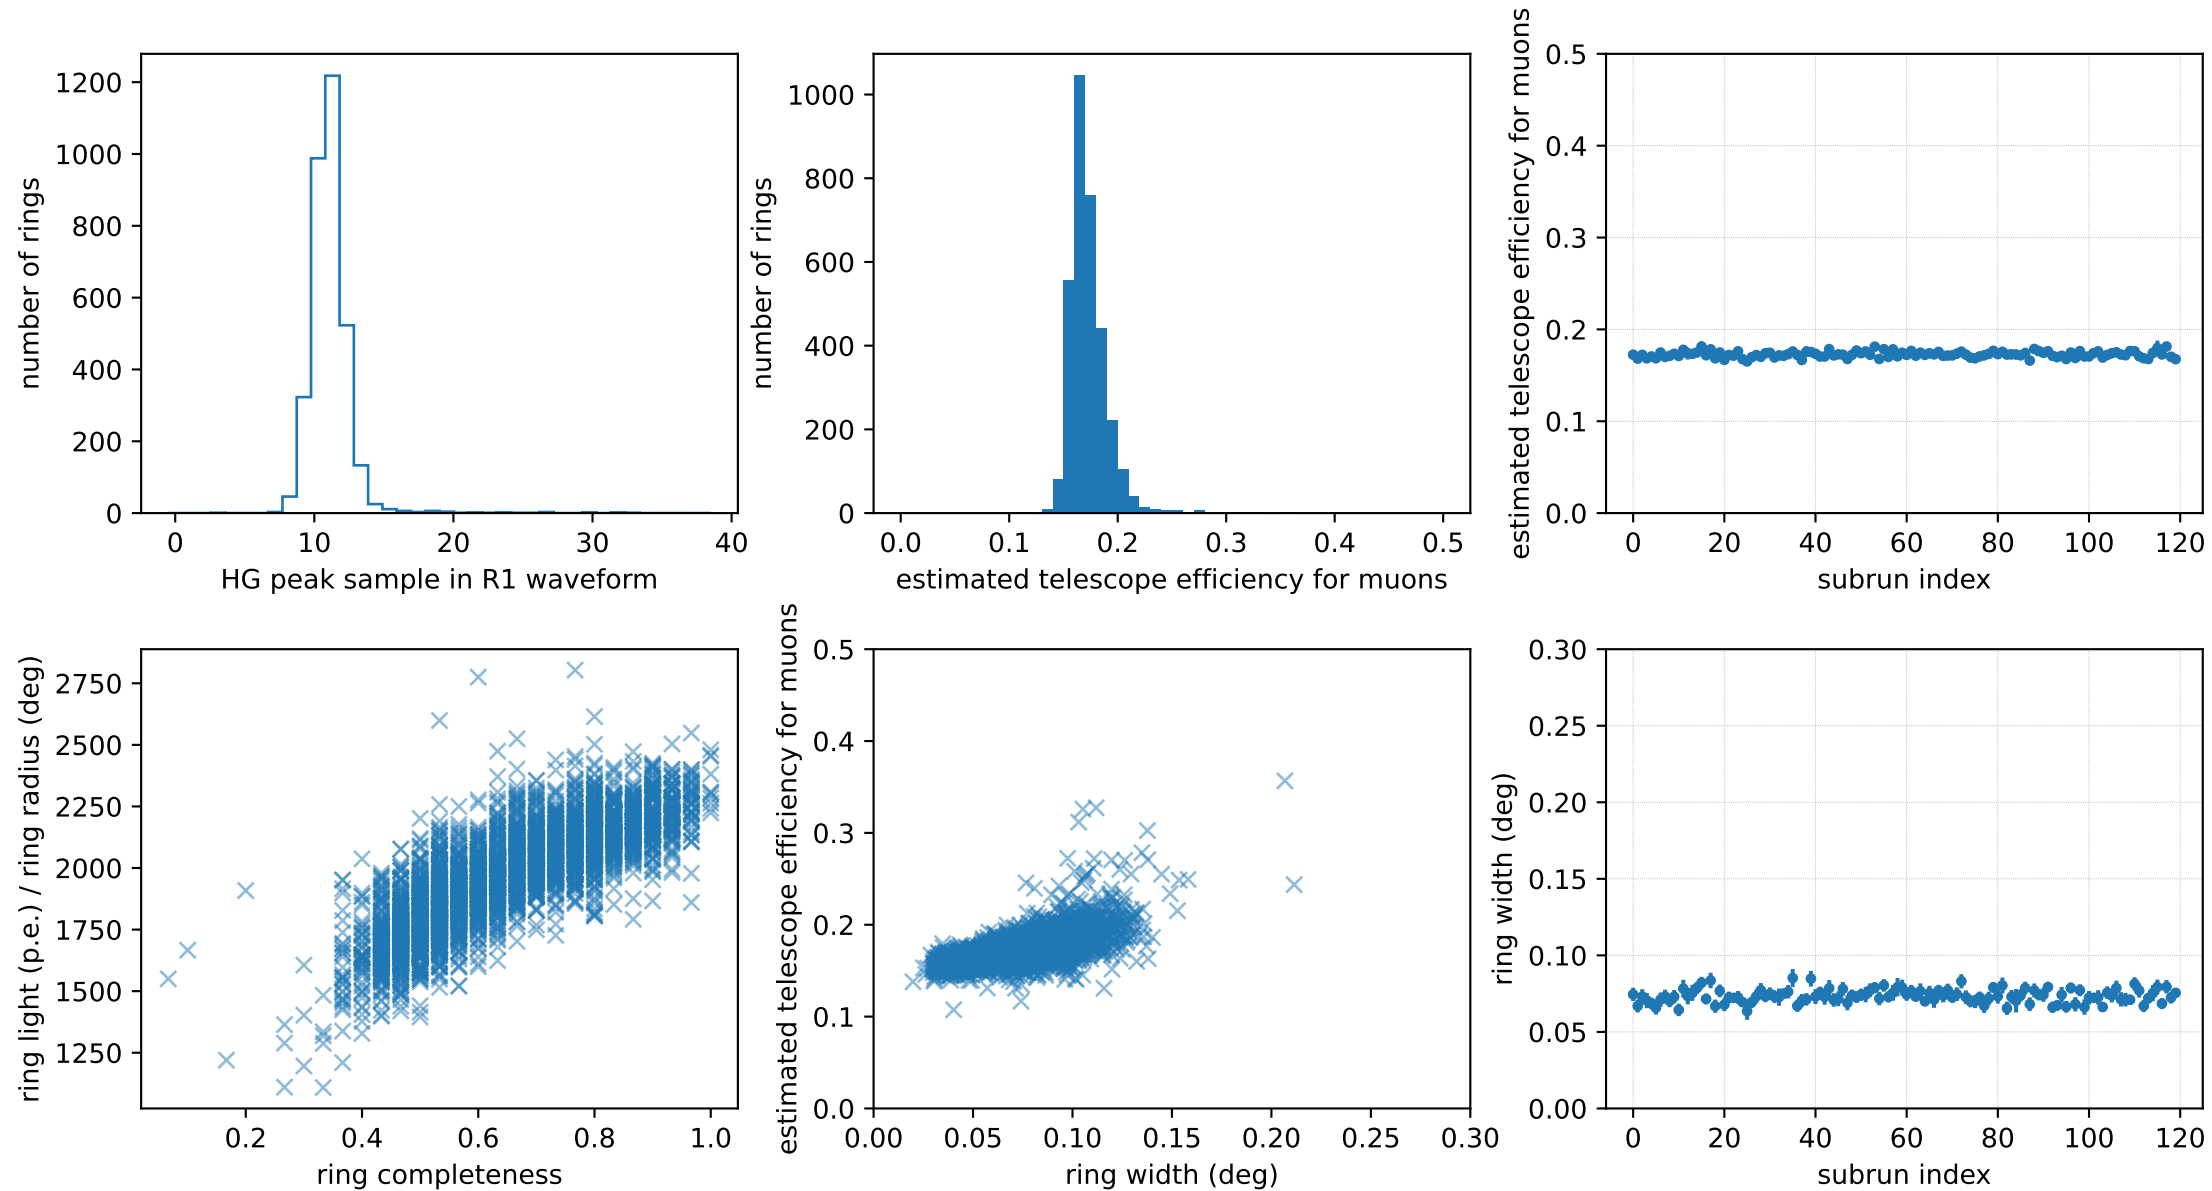 number of rings
1200
1000
800
600
400
200
0
0 10 20 30 40
HG peak sample in R1 waveform
number of rings
1000
800
600
400
200
0
0.0 0.1 0.2 0.3 0.4 0.5
estimated telescope efficiency for muons
estimated telescope efficiency for muons
0.5
0.4
0.3
0.2
0.1
0.0
0 20 40 60 80 100 120
subrun index
ring light (p.e.) / ring radius (deg)
2750
2500
2250
2000
1750
1500
1250
0.2 0.4 0.6 0.8 1.0
ring completeness
estimated telescope efficiency for muons
0.5
0.4
0.3
0.2
0.1
0.0
0.00 0.05 0.10 0.15 0.20 0.25 0.30
ring width (deg)
ring width (deg)
0.30
0.25
0.20
0.15
0.10
0.05
0.00
0 20 40 60 80 100 120
subrun index